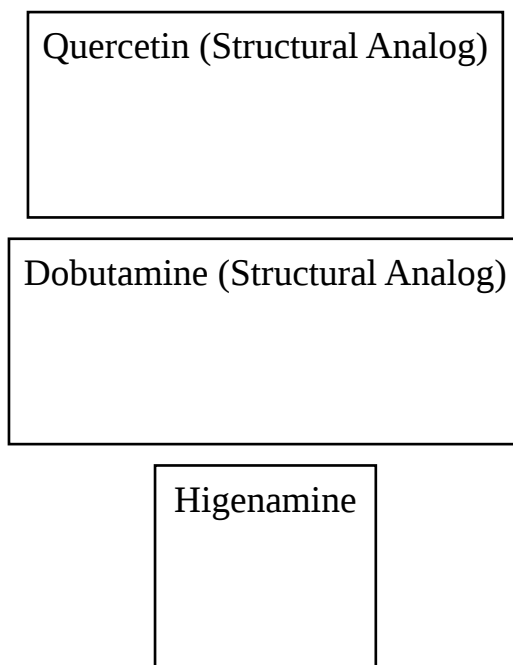 Quercetin (Structural Analog)
Dobutamine (Structural Analog)
Higenamine